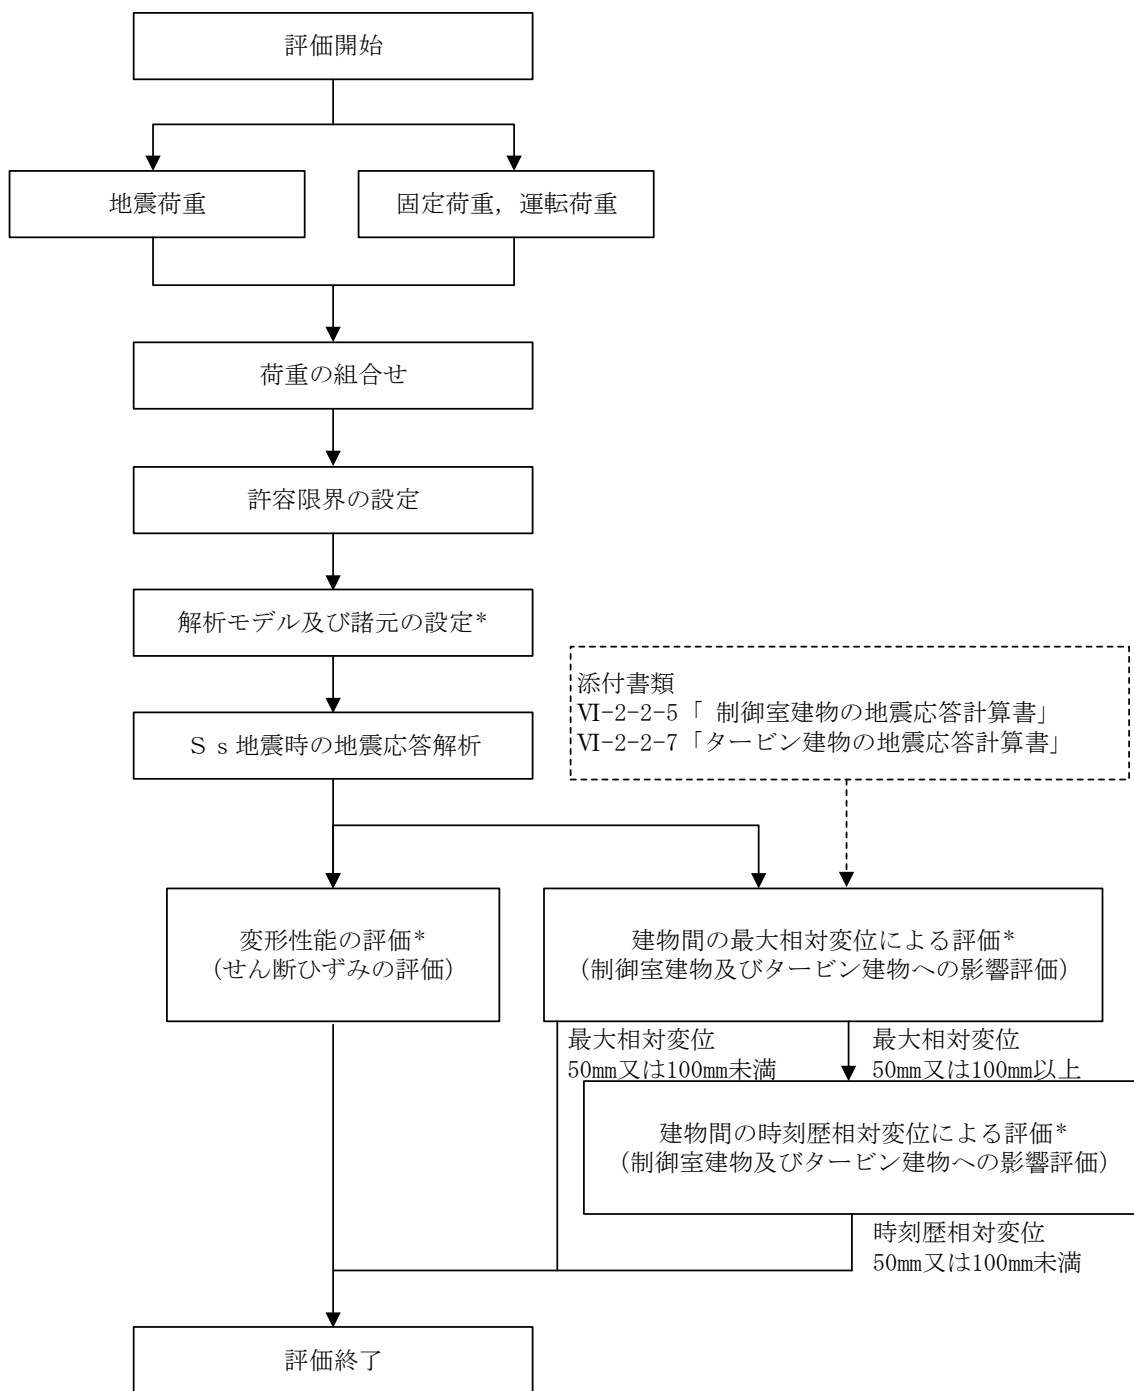 評価開始
地震荷重
固定荷重，運転荷重
荷重の組合せ
許容限界の設定
解析モデル及び諸元の設定*
添付書類
Ⅵ-2-2-5「 制御室建物の地震応答計算書」
Ⅵ-2-2-7「タービン建物の地震応答計算書」
Ｓｓ地震時の地震応答解析
変形性能の評価*
（せん断ひずみの評価）
建物間の最大相対変位による評価*
（制御室建物及びタービン建物への影響評価）
最大相対変位
50㎜又は100㎜未満
最大相対変位
50㎜又は100㎜以上
建物間の時刻歴相対変位による評価*
（制御室建物及びタービン建物への影響評価）
時刻歴相対変位
50㎜又は100㎜未満
評価終了